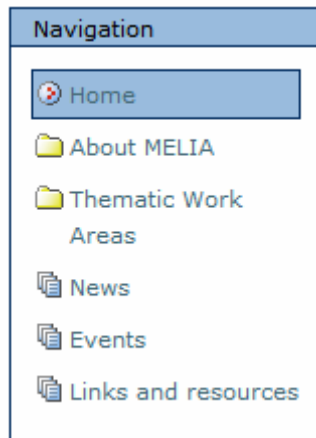 Navigation
Home
About MELIA
Thematic Work
Areas
News
Events
Links and resources